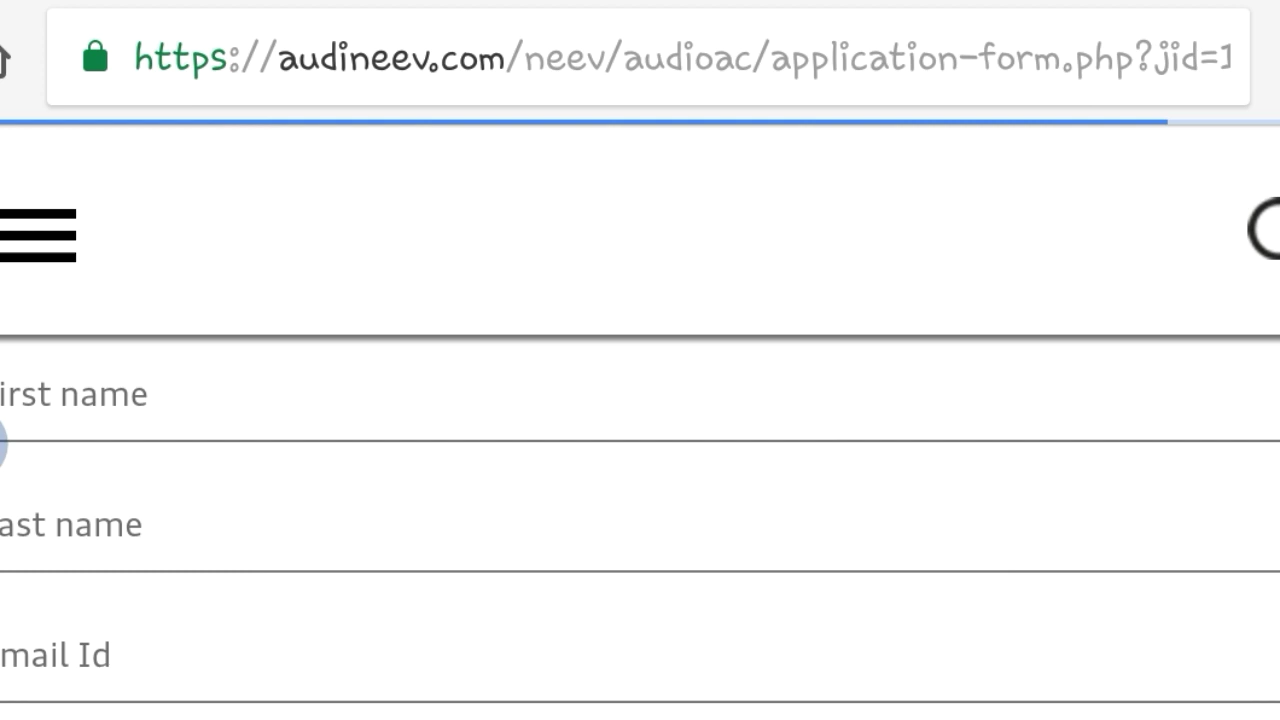 https://audineev.com/neev/audioac/application-form.php?jid=1
irst name
ast name
mail Id